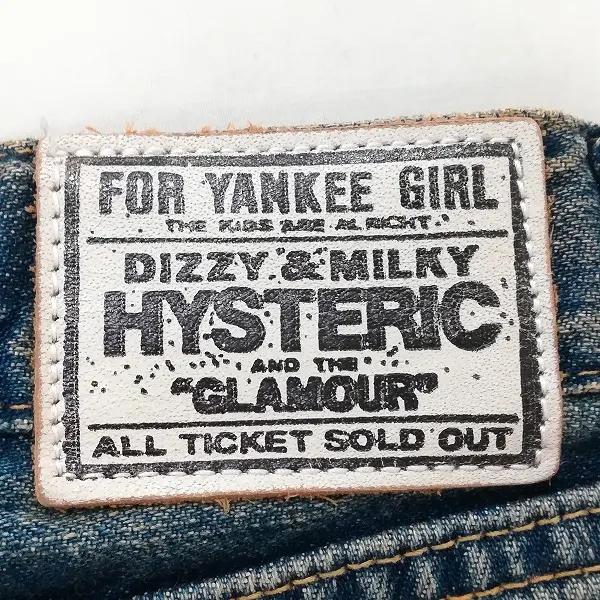 FOR YANKEE GIRL
THE KIDS ARE ALRIGHT
DIZZY & MILKY
HYSTERIC
AND THE
"GLAMOUR"
ALL TICKET SOLD OUT